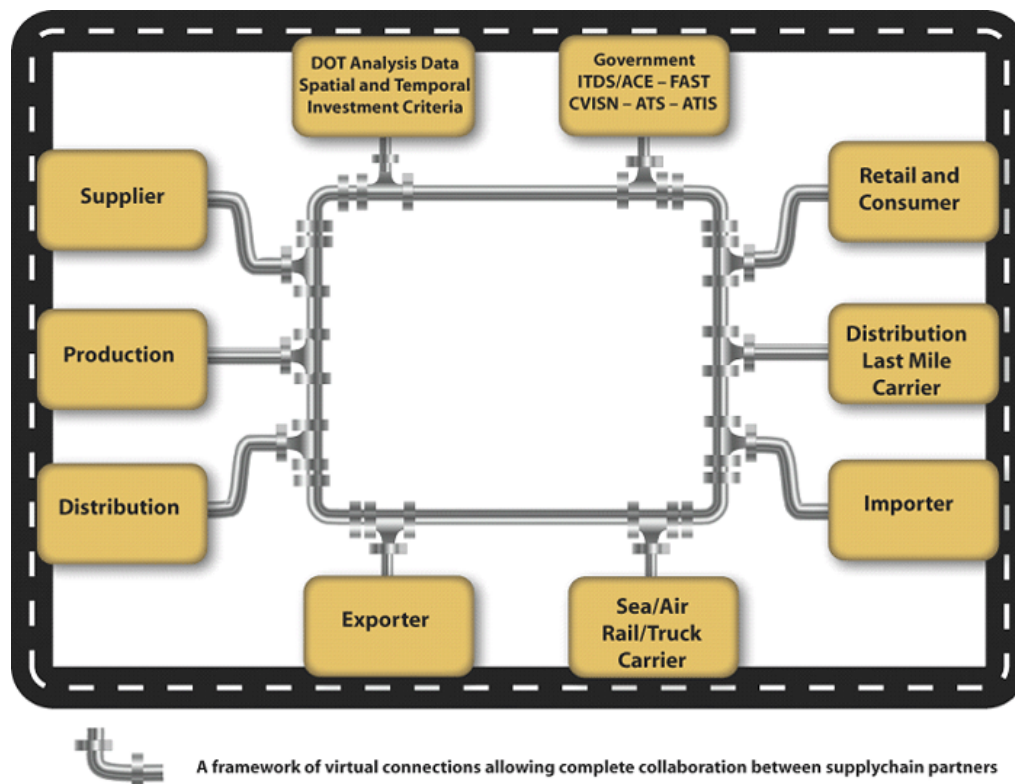 DOT Analysis Data
Spatial and Temporal
Investment Criteria
Government
ITDS/ACE – FAST
CVISN – ATS – ATIS
Supplier
Retail and
Consumer
Production
Distribution
Last Mile
Carrier
Distribution
Importer
Exporter
Sea/Air
Rail/Truck
Carrier
A framework of virtual connections allowing complete collaboration between supplychain partners